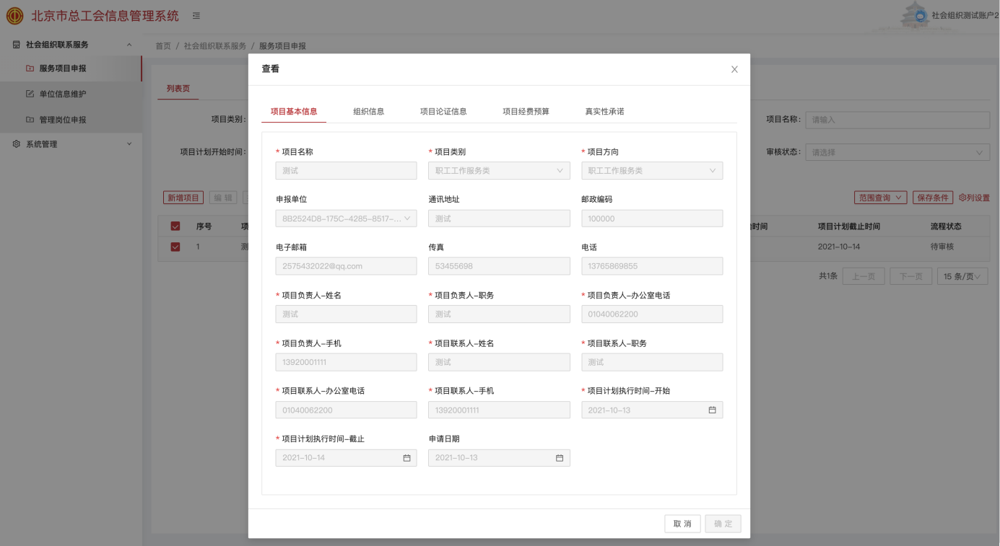 北京市总工会信息管理系统
社会组织测试账户2
社会组织联系服务
服务项目申报
单位信息维护
管理岗位申报
系统管理
首页 / 社会组织联系服务 / 服务项目申报
列表页
项目类别:
项目名称: 请输入
项目计划开始时间:
审核状态: 请选择
新增项目 编 辑
范围查询 保存条件 列设置
序号 项 时间 项目计划截止时间 流程状态
1 测 2021-10-14 待审核
共1条 上一页 下一页 15 条/页
查看
项目基本信息 组织信息 项目论证信息 项目经费预算 真实性承诺
* 项目名称 * 项目类别 * 项目方向
测试 职工工作服务类 职工工作服务类
申报单位 通讯地址 邮政编码
8B2524D8-175C-4285-8517-... 测试 100000
电子邮箱 传真 电话
2575432022@qq.com 53455698 13765869855
* 项目负责人-姓名 * 项目负责人-职务 * 项目负责人-办公室电话
测试 测试 01040062200
* 项目负责人-手机 * 项目联系人-姓名 * 项目联系人-职务
13920001111 测试 测试
* 项目联系人-办公室电话 * 项目联系人-手机 * 项目计划执行时间-开始
01040062200 13920001111 2021-10-13
* 项目计划执行时间-截止 申请日期
2021-10-14 2021-10-13
取 消 确 定